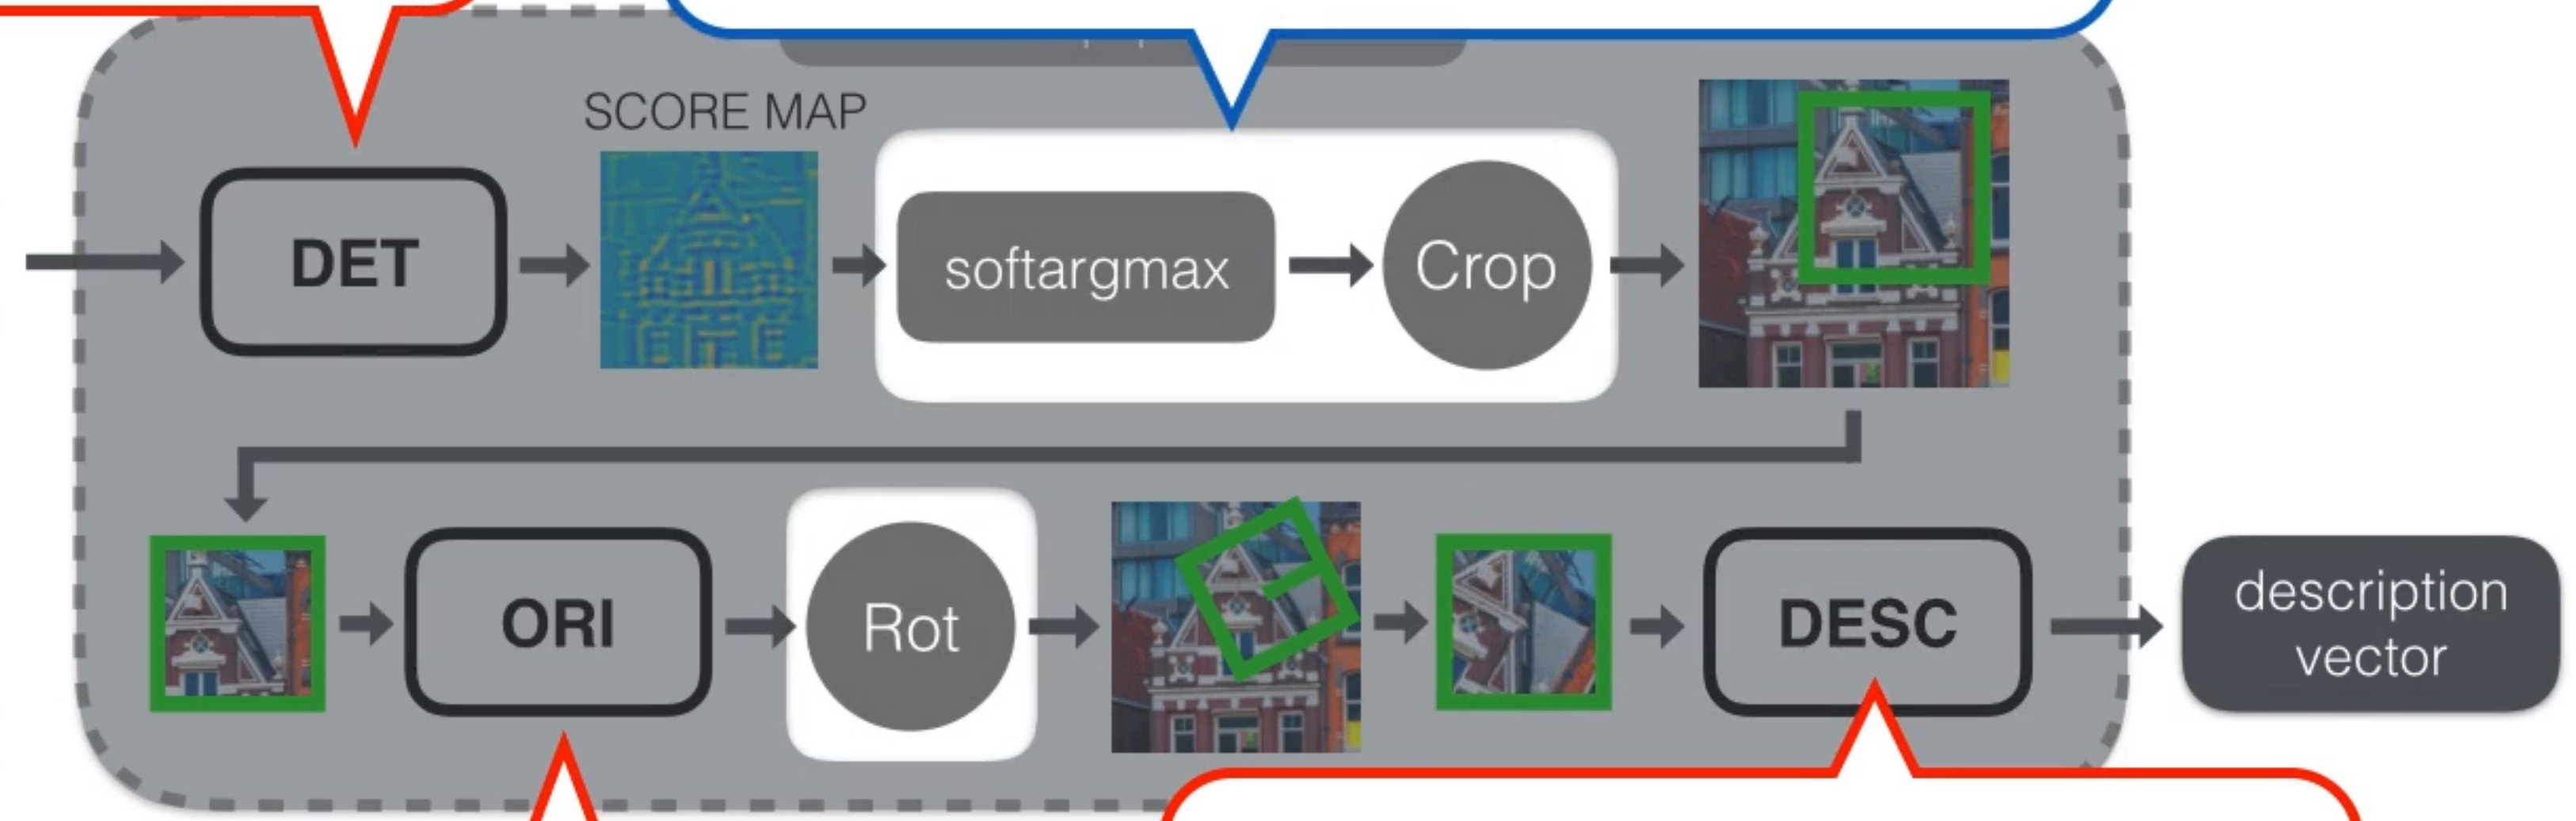 SCORE MAP
DET
softargmax
Crop
ORI
Rot
DESC
description
vector